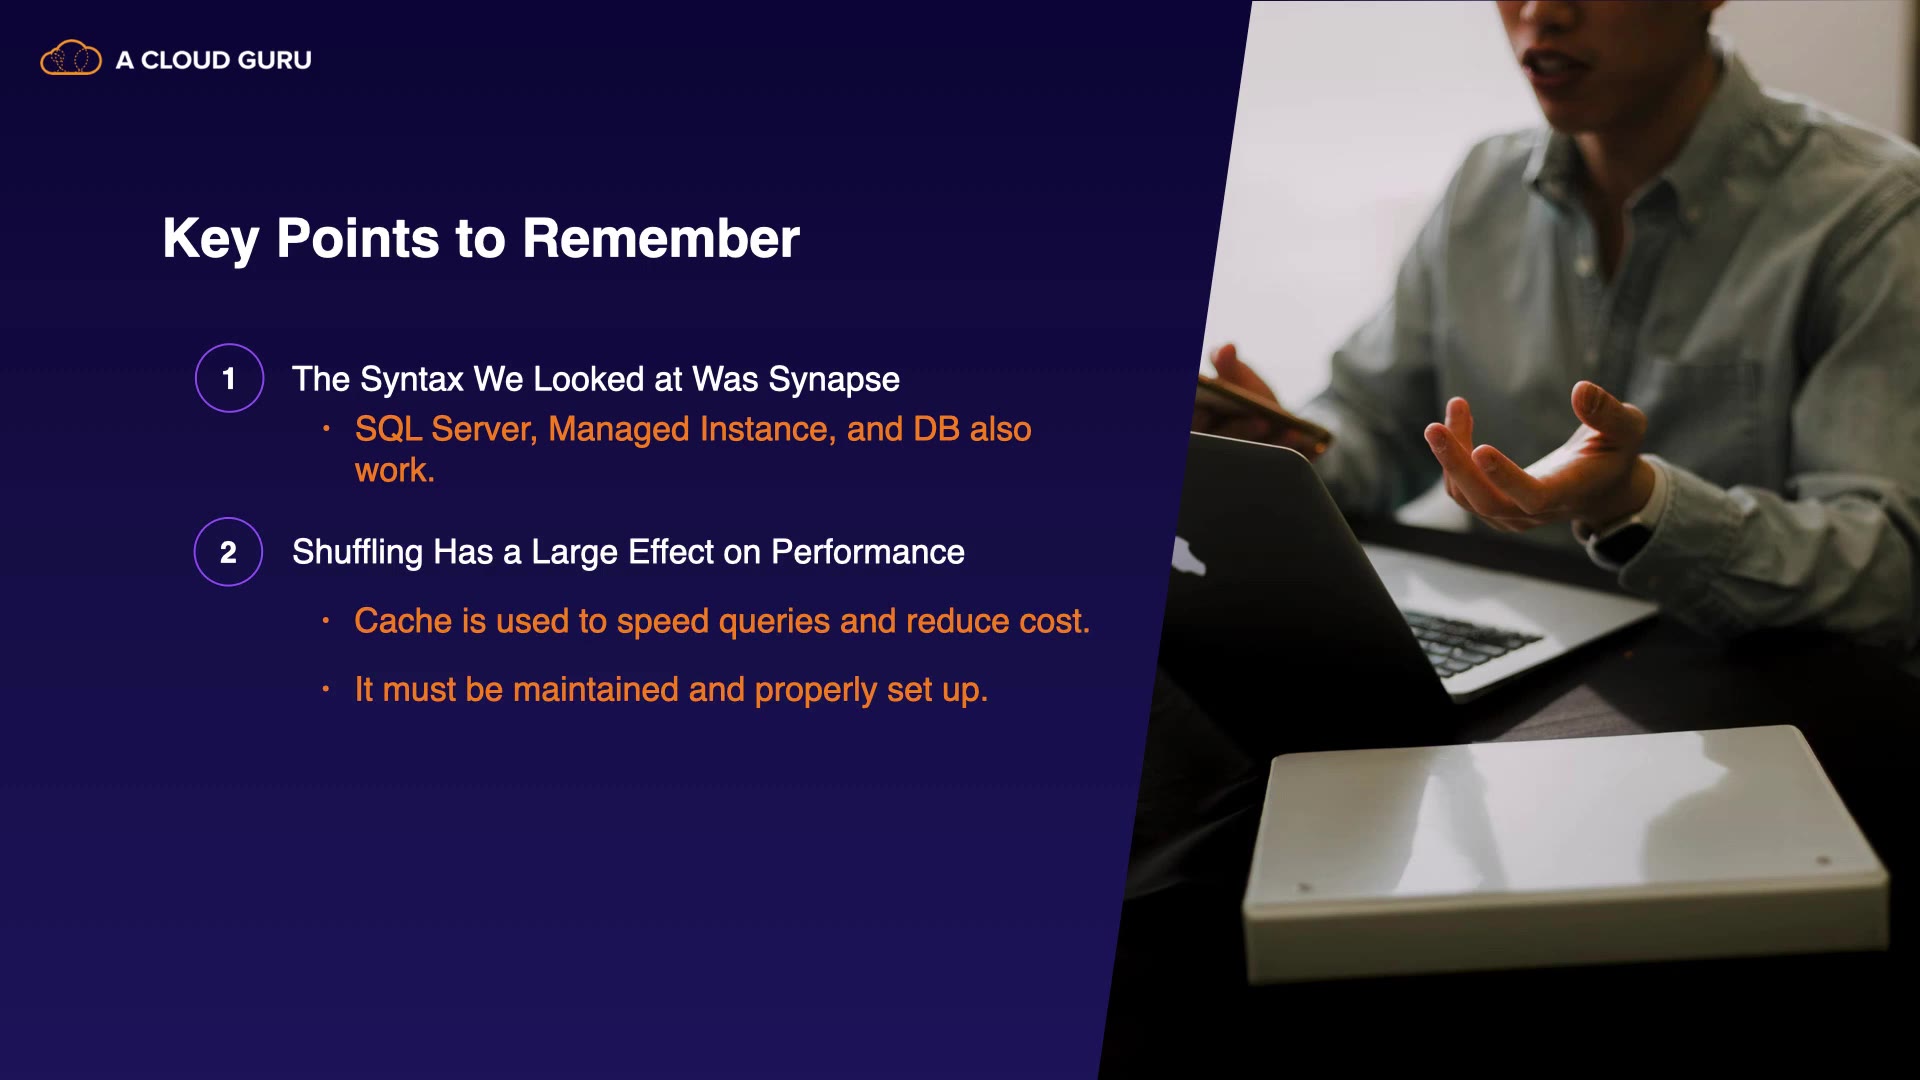 A CLOUD GURU
Key Points to Remember
1 The Syntax We Looked at Was Synapse
• SQL Server, Managed Instance, and DB also
work.
2 Shuffling Has a Large Effect on Performance
• Cache is used to speed queries and reduce cost.
• It must be maintained and properly set up.